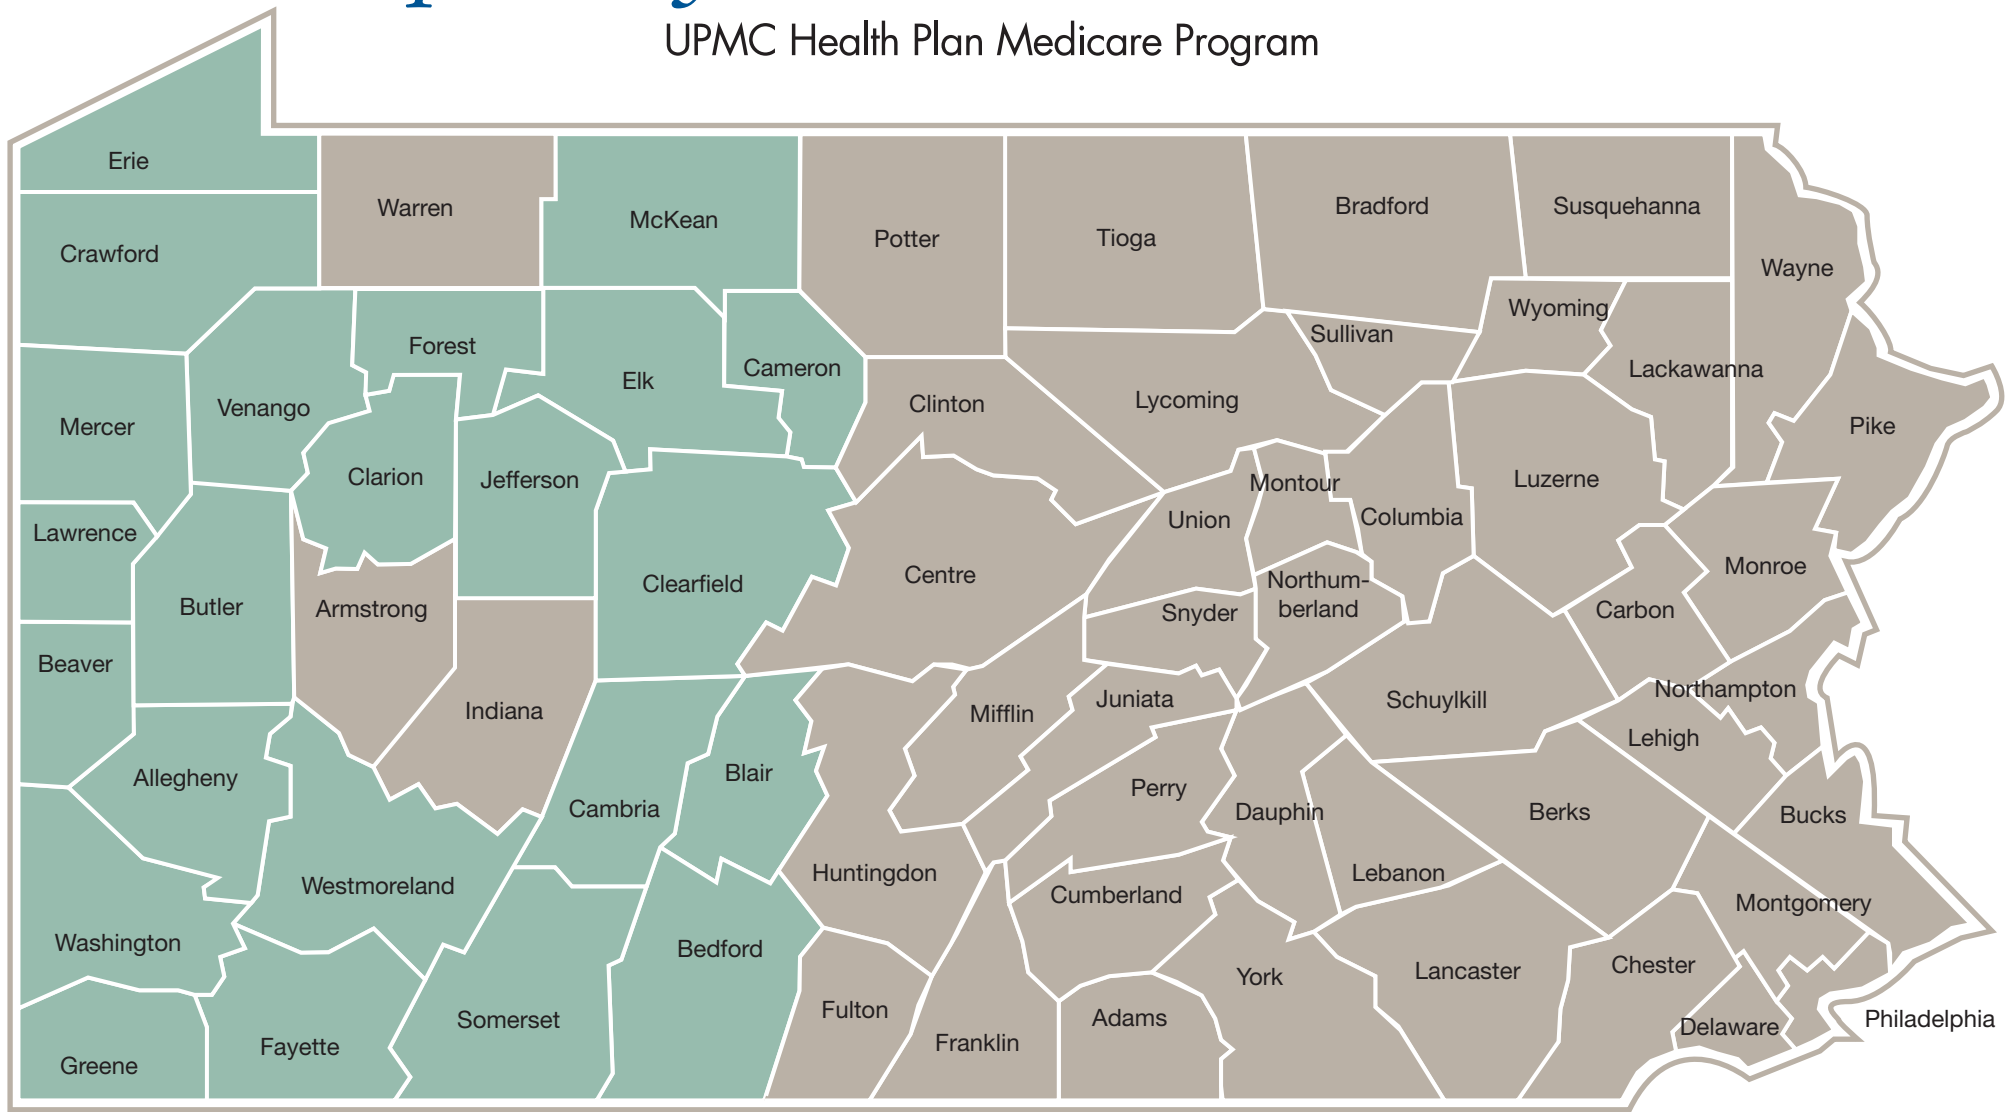 UPMC Health Plan Medicare Program
Erie
Warren
McKean
Potter
Tioga
Bradford
Susquehanna
Wayne
Crawford
Forest
Elk
Cameron
Sullivan
Wyoming
Lackawanna
Mercer
Venango
Clinton
Lycoming
Pike
Clarion
Jefferson
Montour
Luzerne
Lawrence
Union
Columbia
Butler
Armstrong
Clearfield
Centre
Northum-
berland
Snyder
Carbon
Monroe
Beaver
Indiana
Mifflin
Juniata
Schuylkill
Northampton
Lehigh
Allegheny
Blair
Cambria
Perry
Dauphin
Berks
Bucks
Westmoreland
Huntingdon
Cumberland
Lebanon
Montgomery
Washington
Bedford
York
Lancaster
Chester
Greene
Fayette
Somerset
Fulton
Franklin
Adams
Delaware
Philadelphia